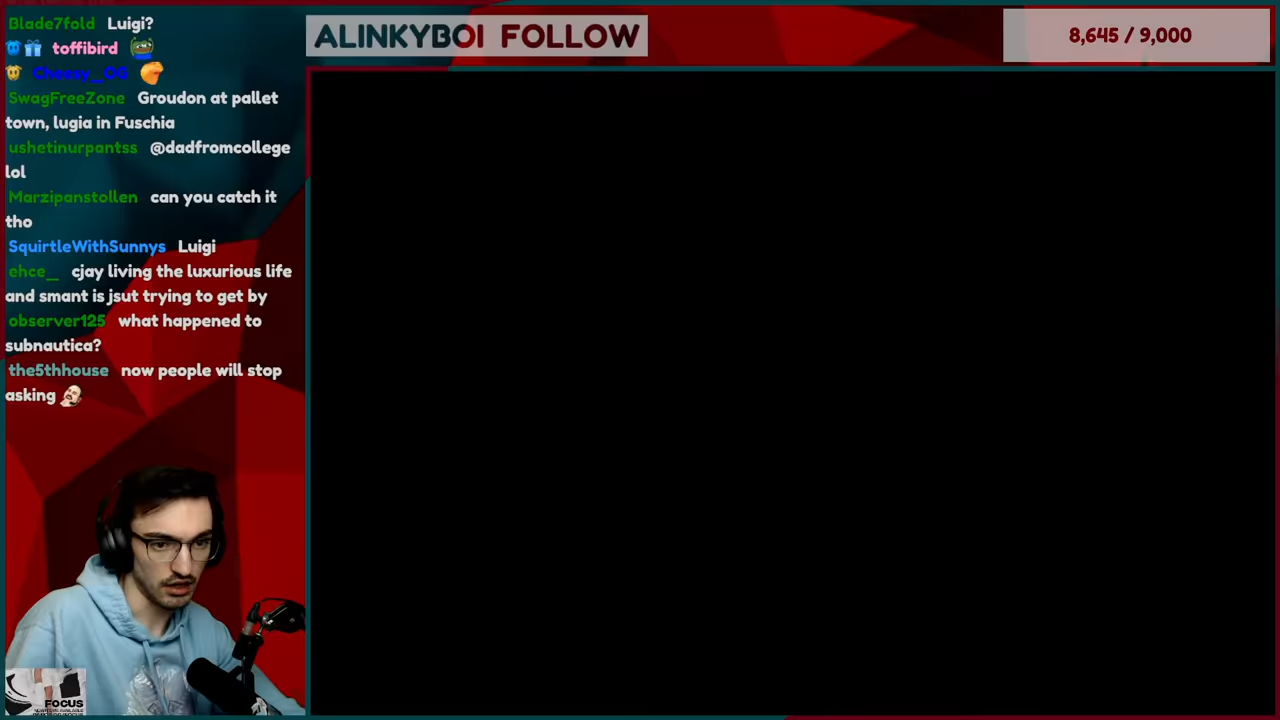 Blade7fold Luigi?
toffibird
Cheesy_OG
SwagFreeZone Groudon at pallet
town, lugia in Fuschia
ushetinurpantss @dadfromcollege
lol
Marzipanstollen can you catch it
tho
SquirtleWithSunnys Luigi
ehce_ cjay living the luxurious life
and smant is jsut trying to get by
observer125 what happened to
subnautica?
the5thhouse now people will stop
asking
ALINKYBOI FOLLOW
8,645 / 9,000
FOCUS